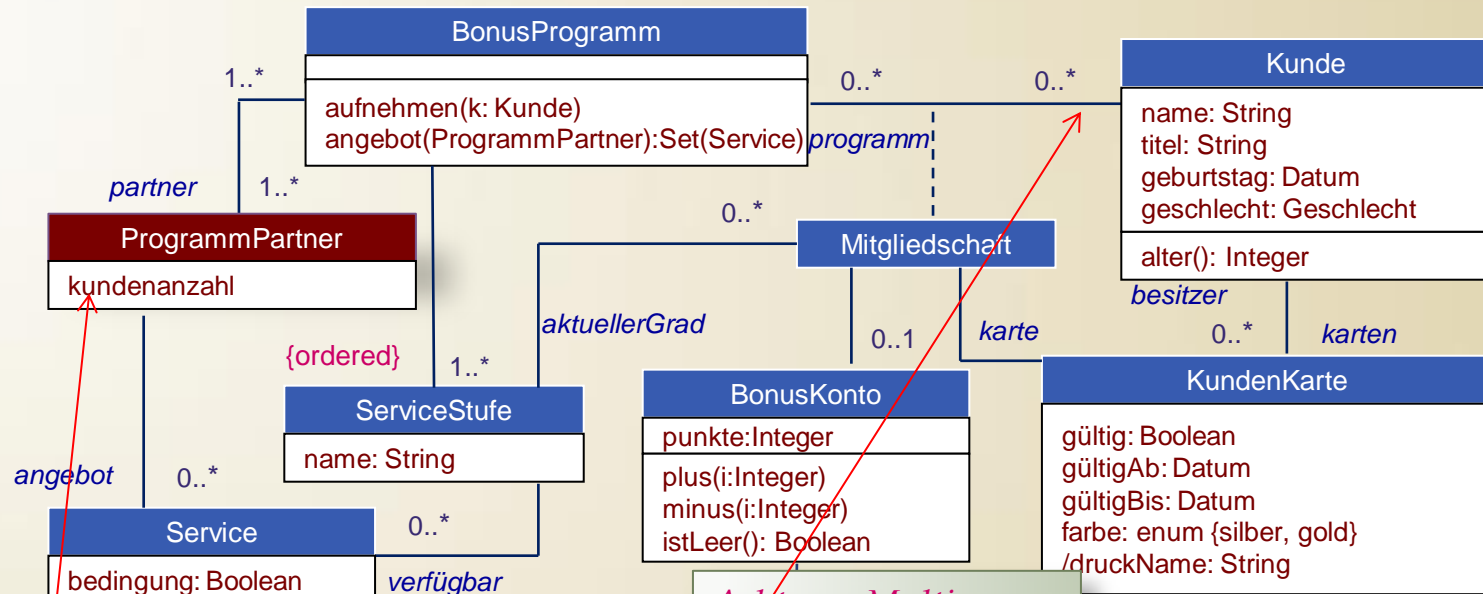 BonusProgramm
aufnehmen(k: Kunde)
angebot(ProgrammPartner):Set(Service)
1..*
0..*
0..*
programm
Kunde
name: String
titel: String
geburtstag: Datum
geschlecht: Geschlecht
alter(): Integer
partner
1..*
ProgrammPartner
kundenanzahl
0..*
Mitgliedschaft
besitzer
0..*
karten
aktuellerGrad
0..1
karte
{ordered}
1..*
ServiceStufe
name: String
BonusKonto
punkte:Integer
plus(i:Integer)
minus(i:Integer)
istLeer(): Boolean
KundenKarte
gültig: Boolean
gültigAb: Datum
gültigBis: Datum
farbe: enum {silber, gold}
/druckName: String
angebot
0..*
Service
bedingung: Boolean
0..*
verfügbar